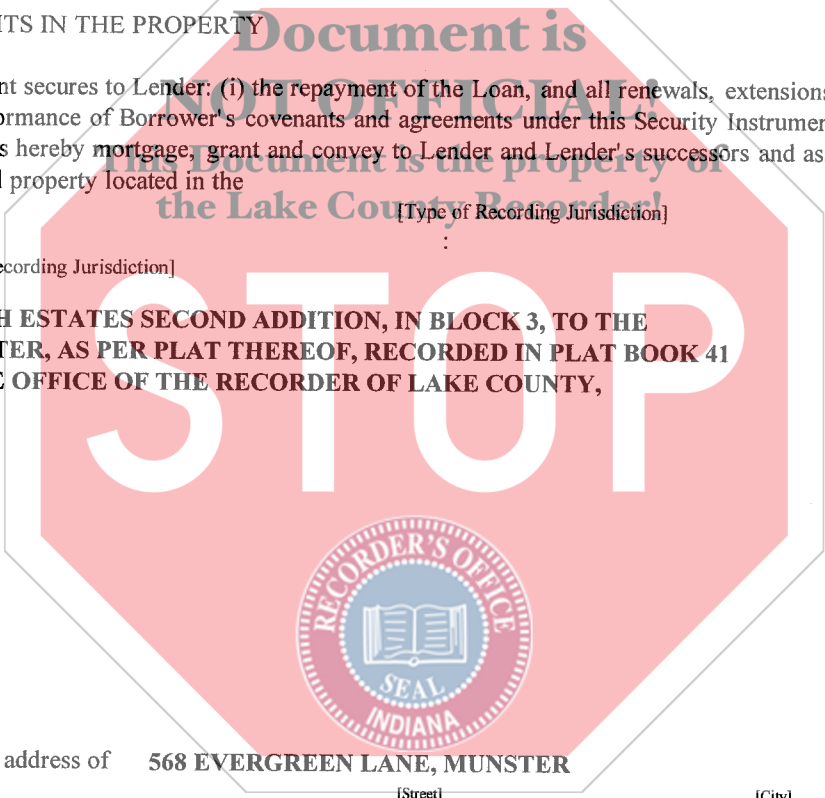 ITS IN THE PROPERTY
Document is
nt secures to Lender: (i) the repayment of the Loan, and all renewals, extensions
NOT OFFICIAL!
ormance of Borrower's covenants and agreements under this Security Instrumen
s hereby mortgage, grant and convey to Lender and Lender's successors and as
This Document is the property of
l property located in the
the Lake County Recorder!
[Type of Recording Jurisdiction]
:
ecording Jurisdiction]
H ESTATES SECOND ADDITION, IN BLOCK 3, TO THE
TER, AS PER PLAT THEREOF, RECORDED IN PLAT BOOK 41
E OFFICE OF THE RECORDER OF LAKE COUNTY,
STOP
RECORDER'S OFFICE
SEAL
INDIANA
address of 568 EVERGREEN LANE, MUNSTER
[Street] [City]